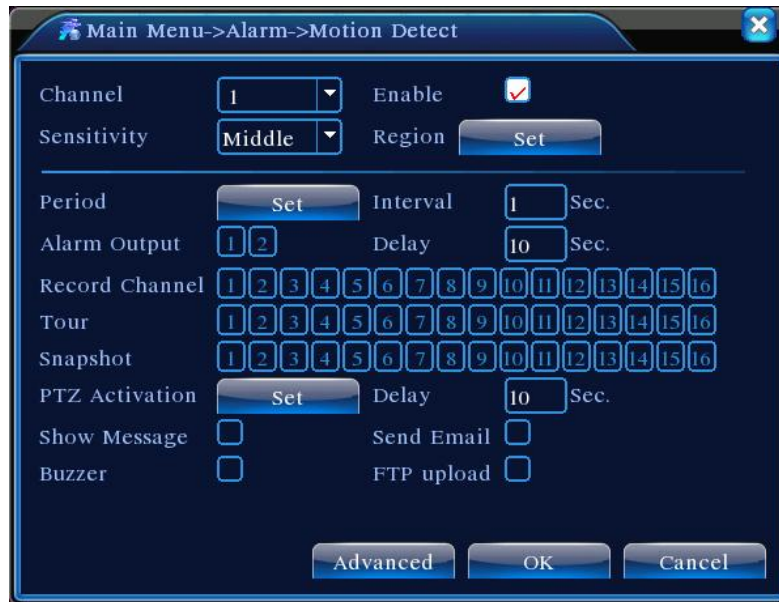 Main Menu->Alarm->Motion Detect
Channel 1 Enable
Sensitivity Middle Region Set
Period Set Interval 1 Sec.
Alarm Output 1 2 Delay 10 Sec.
Record Channel 1 2 3 4 5 6 7 8 9 10 11 12 13 14 15 16
Tour 1 2 3 4 5 6 7 8 9 10 11 12 13 14 15 16
Snapshot 1 2 3 4 5 6 7 8 9 10 11 12 13 14 15 16
PTZ Activation Set Delay 10 Sec.
Show Message Send Email
Buzzer FTP upload
Advanced OK Cancel